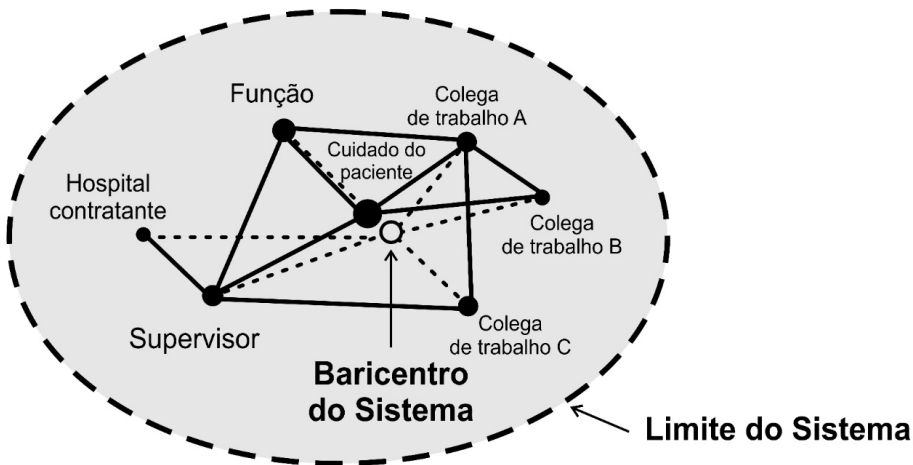 Função
Colega
de trabalho A
Cuidado do
paciente
Hospital
contratante
Colega
de trabalho B
Supervisor
Colega
de trabalho C
Baricentro
do Sistema
Limite do Sistema